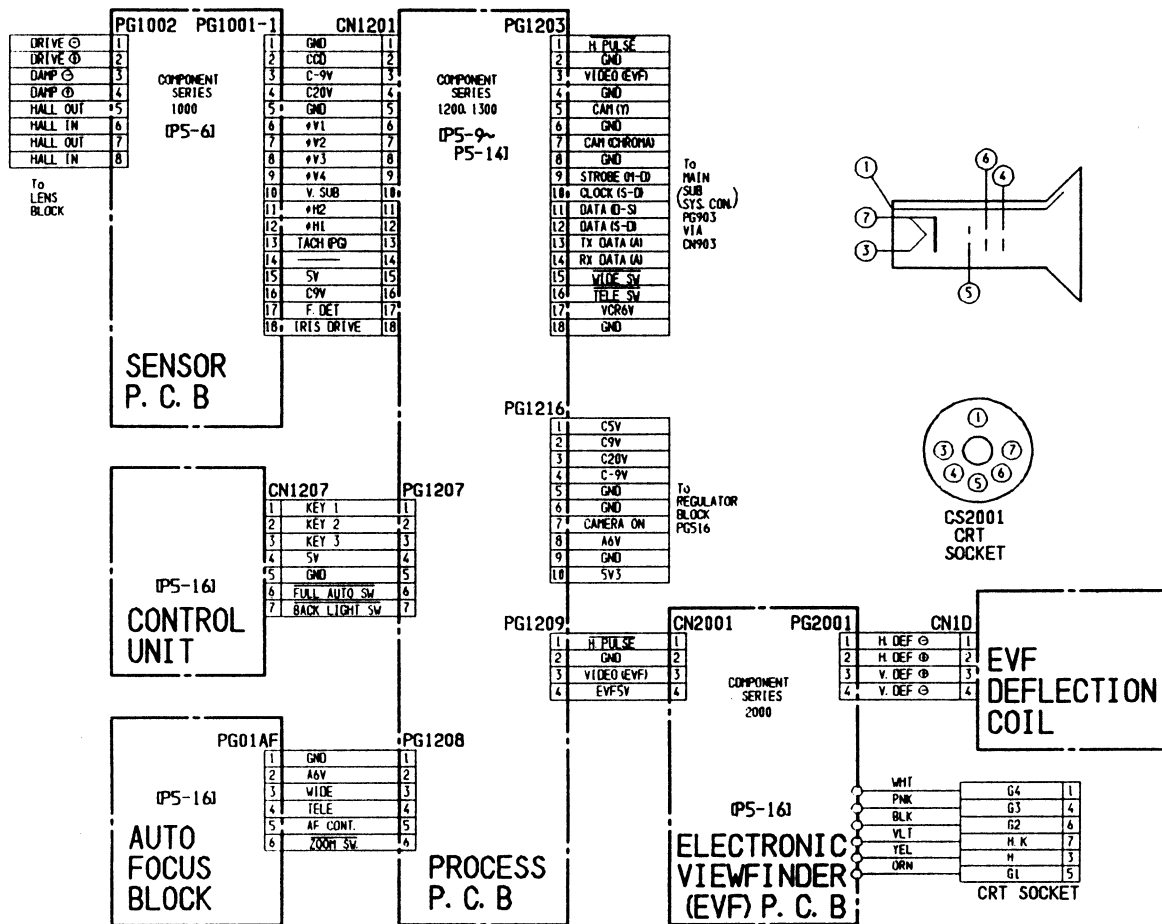 PG1002 PG1001-1 CN1201 PG1203
DRIVE ⊖ 1
DRIVE ⊕ 2
DAMP ⊖ 3
DAMP ⊕ 4
HALL OUT 5
HALL IN 6
HALL OUT 7
HALL IN 8
To
LENS
BLOCK
COMPONENT
SERIES
1000
[P5-6]
SENSOR
P. C. B
1 GND 1
2 CCD 2
3 C-9V 3
4 C20V 4
5 GND 5
6 φV1 6
7 φV2 7
8 φV3 8
9 φV4 9
10 V. SUB 10
11 φH2 11
12 φH1 12
13 TACH (PG) 13
14 ――― 14
15 5V 15
16 C9V 16
17 F. DET 17
18 IRIS DRIVE 18
COMPONENT
SERIES
1200. 1300
[P5-9~
P5-14]
1 H. PULSE
2 GND
3 VIDEO (EVF)
4 GND
5 CAM (Y)
6 GND
7 CAM (CHROMA)
8 GND
9 STROBE (M-D)
10 CLOCK (S-D)
11 DATA (D-S)
12 DATA (S-D)
13 TX DATA (A)
14 RX DATA (A)
15 WIDE SW
16 TELE SW
17 VCR6V
18 GND
To
MAIN
(SUB
SYS. CON.)
PG903
VIA
CN903
1
7
3
6
4
5
PG1216
1 C5V
2 C9V
3 C20V
4 C-9V
5 GND
6 GND
7 CAMERA ON
8 A6V
9 GND
10 5V3
To
REGULATOR
BLOCK
PG516
1
3 7
4 6
5
CS2001
CRT
SOCKET
CN1207 PG1207
1 KEY 1 1
2 KEY 2 2
3 KEY 3 3
4 5V 4
5 GND 5
6 FULL AUTO SW 6
7 BACK LIGHT SW 7
[P5-16]
CONTROL
UNIT
PG1209 CN2001
1 H. PULSE 1
2 GND 2
3 VIDEO (EVF) 3
4 EVF5V 4
COMPONENT
SERIES
2000
PG2001 CN1D
1 H. DEF ⊖ 1
2 H. DEF ⊕ 2
3 V. DEF ⊕ 3
4 V. DEF ⊖ 4
EVF
DEFLECTION
COIL
PG01AF PG1208
1 GND 1
2 A6V 2
3 WIDE 3
4 TELE 4
5 AF CONT. 5
6 ZOOM SW. 6
[P5-16]
AUTO
FOCUS
BLOCK
PROCESS
P. C. B
[P5-16]
ELECTRONIC
VIEWFINDER
(EVF) P. C. B
WHT G4 1
PNK G3 4
BLK G2 6
VLT H. K 7
YEL H 3
ORN G1 5
CRT SOCKET